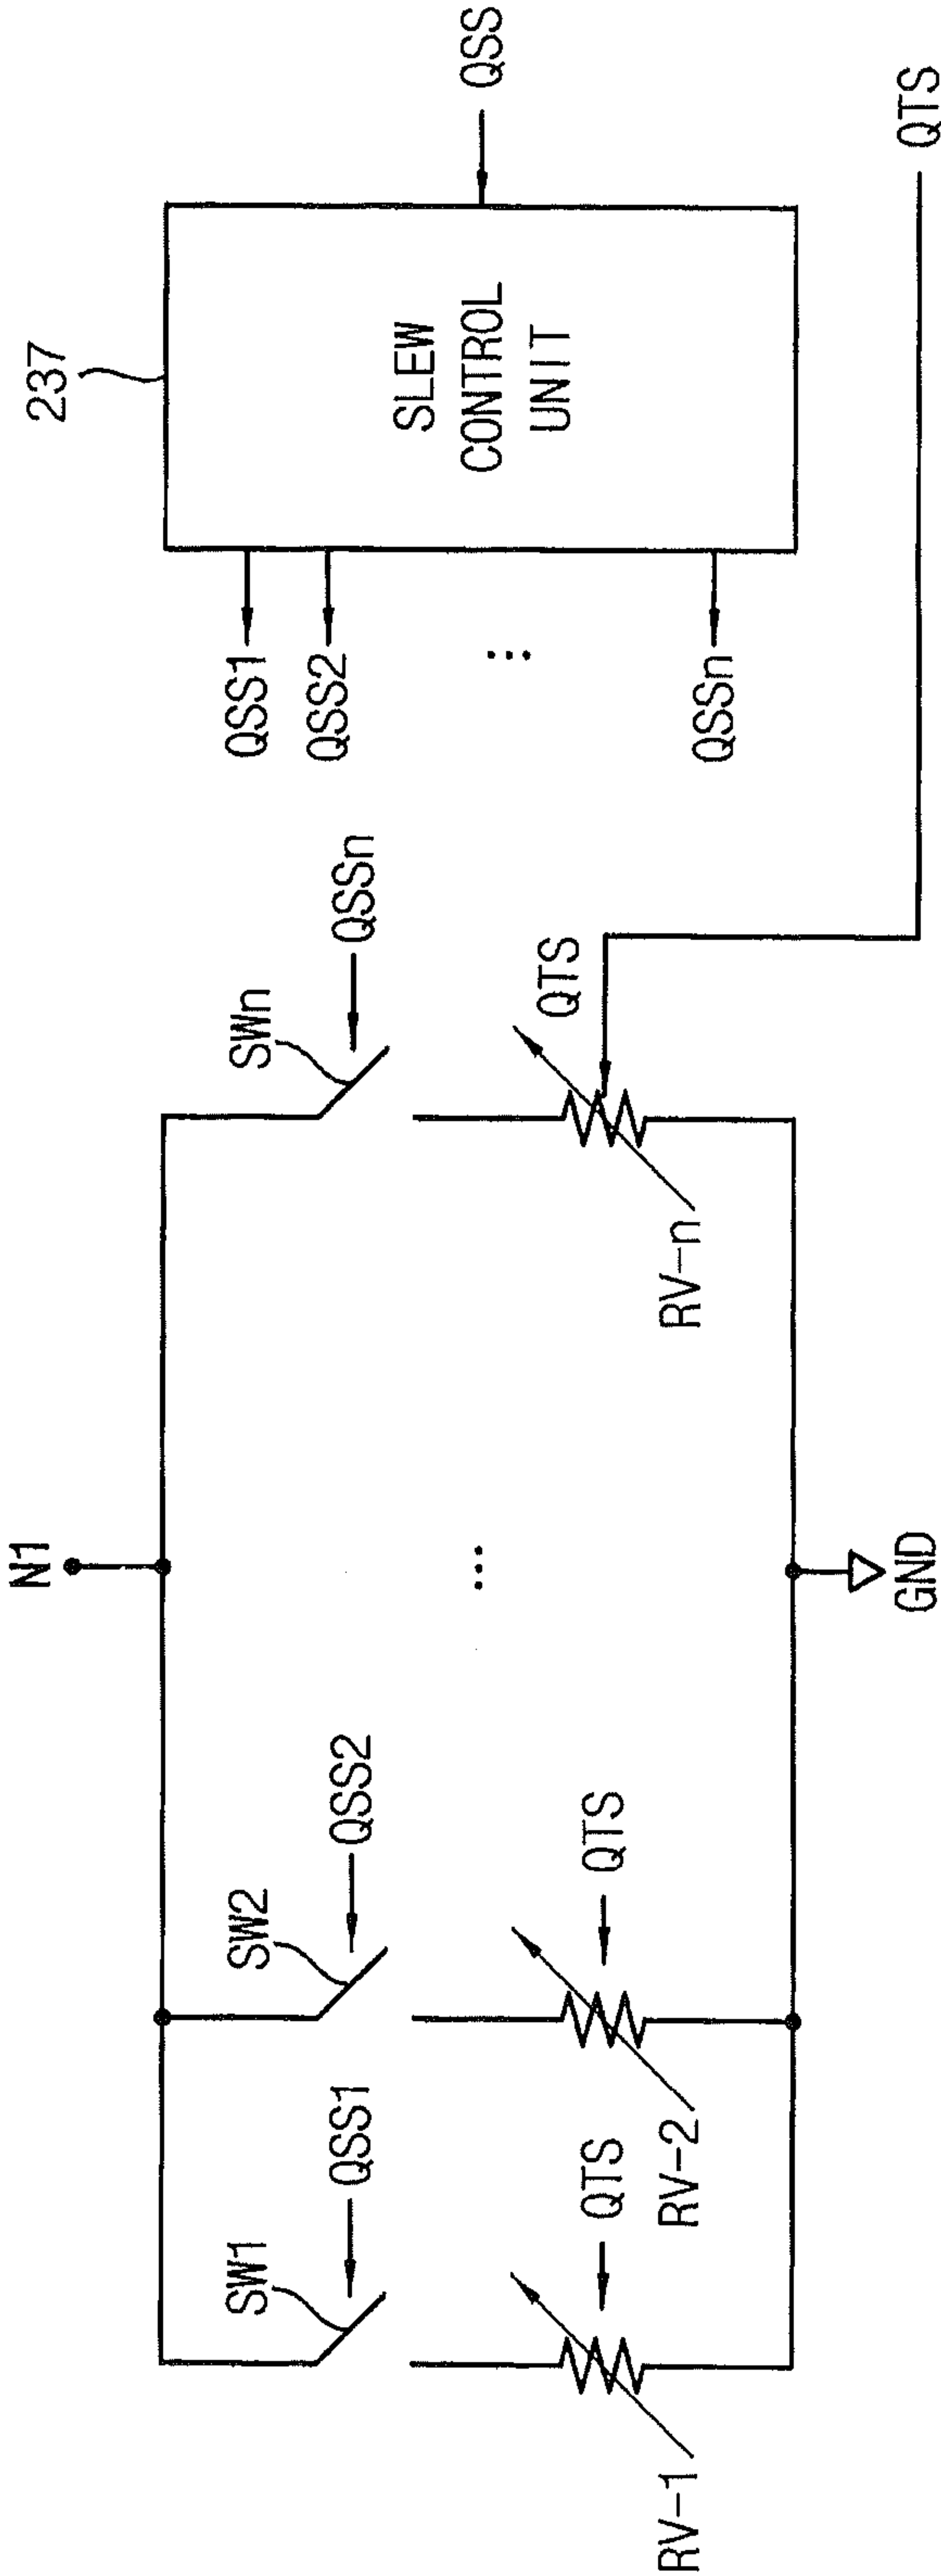 N1
237
SW1
QSS1
SW2
QSS2
SWn
QSSn
QSS1
QSS2
...
QSSn
SLEW
CONTROL
UNIT
QSS
...
RV-1
QTS
RV-2
QTS
RV-n
QTS
GND
QTS